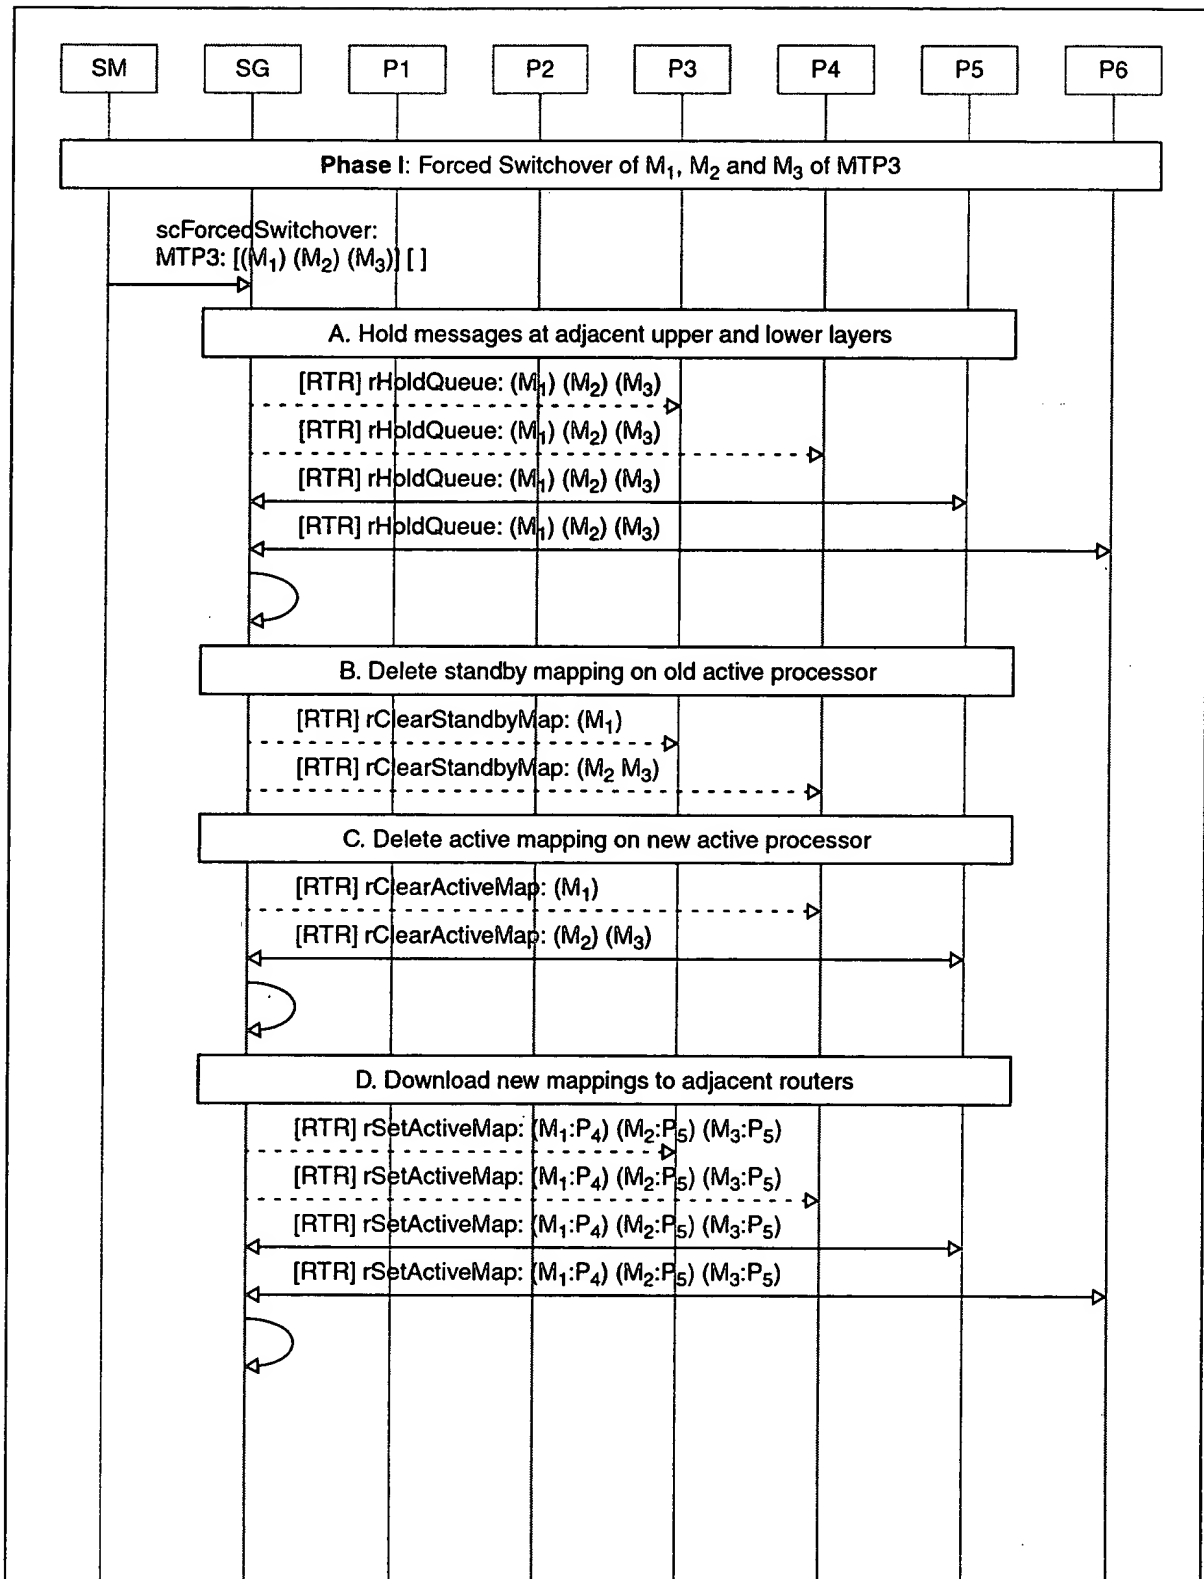 SM SG P1 P2 P3 P4 P5 P6
Phase I: Forced Switchover of M₁, M₂ and M₃ of MTP3
scForcedSwitchover:
MTP3: [(M₁) (M₂) (M₃)] [ ]
A. Hold messages at adjacent upper and lower layers
[RTR] rHoldQueue: (M₁) (M₂) (M₃)
[RTR] rHoldQueue: (M₁) (M₂) (M₃)
[RTR] rHoldQueue: (M₁) (M₂) (M₃)
[RTR] rHoldQueue: (M₁) (M₂) (M₃)
B. Delete standby mapping on old active processor
[RTR] rClearStandbyMap: (M₁)
[RTR] rClearStandbyMap: (M₂ M₃)
C. Delete active mapping on new active processor
[RTR] rClearActiveMap: (M₁)
[RTR] rClearActiveMap: (M₂) (M₃)
D. Download new mappings to adjacent routers
[RTR] rSetActiveMap: (M₁:P₄) (M₂:P₅) (M₃:P₅)
[RTR] rSetActiveMap: (M₁:P₄) (M₂:P₅) (M₃:P₅)
[RTR] rSetActiveMap: (M₁:P₄) (M₂:P₅) (M₃:P₅)
[RTR] rSetActiveMap: (M₁:P₄) (M₂:P₅) (M₃:P₅)